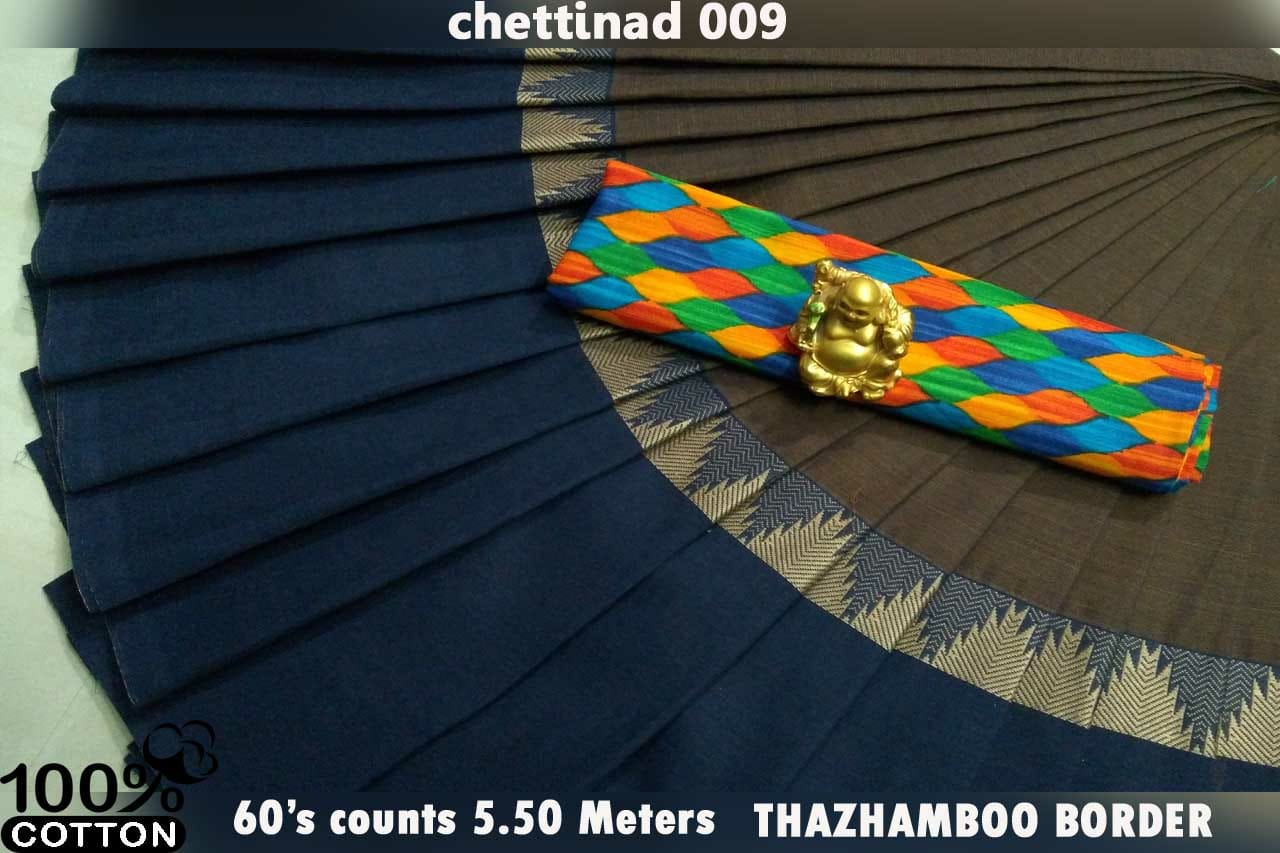 chettinad 009
100%
COTTON
60's counts 5.50 Meters THAZHAMBOO BORDER